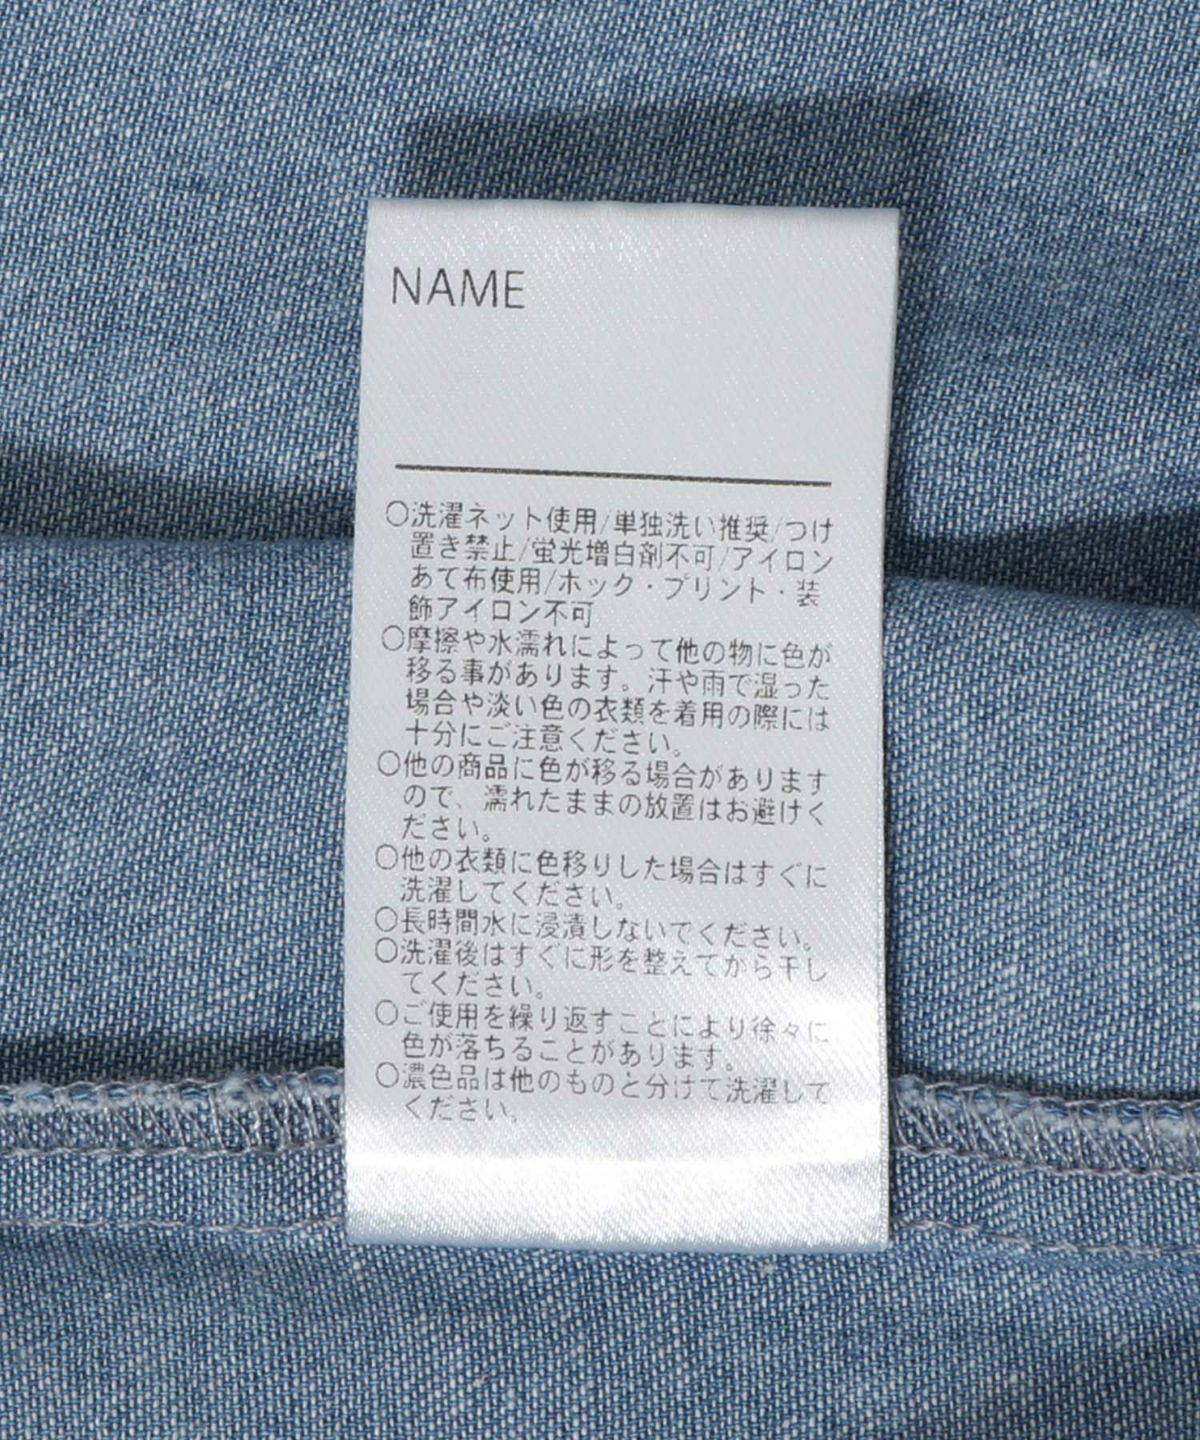 NAME
○洗濯ネット使用/単独洗い推奨/つけ
置き禁止/蛍光増白剤不可/アイロン
あて布使用/ホック・プリント・装
飾アイロン不可
○摩擦や水濡れによって他の物に色が
移る事があります。汗や雨で湿った
場合や淡い色の衣類を着用の際には
十分にご注意ください。
○他の商品に色が移る場合があります
ので、濡れたままの放置はお避けく
ださい。
○他の衣類に色移りした場合はすぐに
洗濯してください。
○長時間水に浸漬しないでください。
○洗濯後はすぐに形を整えてから干し
てください。
○ご使用を繰り返すことにより徐々に
色が落ちることがあります。
○濃色品は他のものと分けて洗濯して
ください。